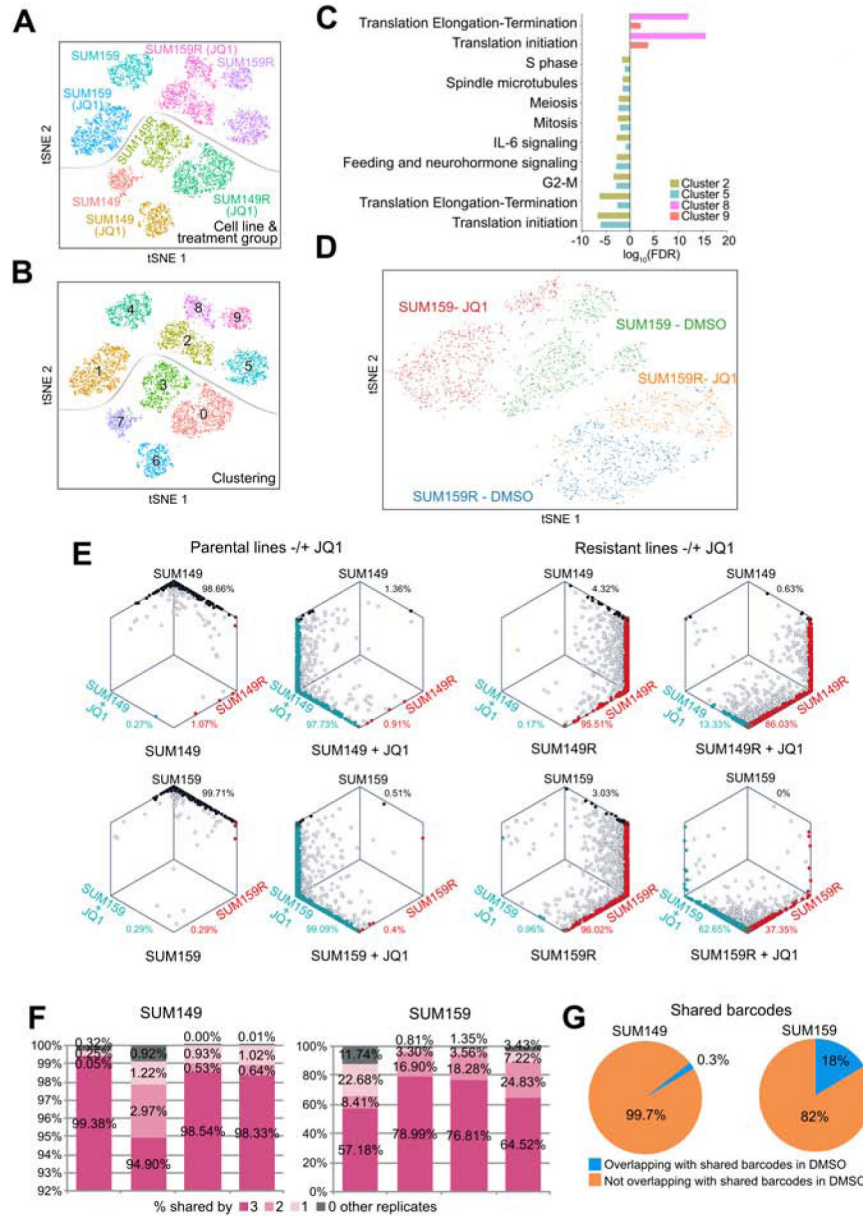 A
SUM159
SUM159R (JQ1)
SUM159R
SUM159
(JQ1)
SUM149R
SUM149
SUM149
(JQ1)
SUM149R
(JQ1)
Cell line &
treatment group
tSNE 2
tSNE 1
B
4
8
9
2
1
3
5
0
7
6
Clustering
tSNE 2
tSNE 1
C
Translation Elongation-Termination
Translation initiation
S phase
Spindle microtubules
Meiosis
Mitosis
IL-6 signaling
Feeding and neurohormone signaling
G2-M
Translation Elongation-Termination
Translation initiation
Cluster 2
Cluster 5
Cluster 8
Cluster 9
-10 -5 0 5 10 15 20
log10(FDR)
D
SUM159- JQ1
SUM159 - DMSO
SUM159R- JQ1
SUM159R - DMSO
tSNE 2
tSNE 1
E
Parental lines -/+ JQ1
Resistant lines -/+ JQ1
SUM149
98.66%
SUM149
+ JQ1
0.27%
SUM149R
1.07%
SUM149
SUM149
1.36%
SUM149
+ JQ1
97.73%
SUM149R
0.91%
SUM149 + JQ1
SUM149
4.32%
SUM149
+ JQ1
0.17%
SUM149R
95.51%
SUM149R
SUM149
0.63%
SUM149
+ JQ1
13.33%
SUM149R
86.03%
SUM149R + JQ1
SUM159
99.71%
SUM159
+ JQ1
0.29%
SUM159R
0.29%
SUM159
SUM159
0.51%
SUM159
+ JQ1
99.09%
SUM159R
0.4%
SUM159 + JQ1
SUM159
3.03%
SUM159
+ JQ1
0.96%
SUM159R
96.02%
SUM159R
SUM159
0%
SUM159
+ JQ1
62.65%
SUM159R
37.35%
SUM159R + JQ1
F
SUM149
100%
99%
98%
97%
96%
95%
94%
93%
92%
0.32%
0.25%
0.05%
99.38%
0.92%
1.22%
2.97%
94.90%
0.00%
0.93%
0.53%
98.54%
0.01%
1.02%
0.64%
98.33%
SUM159
100%
80%
60%
40%
20%
0%
11.74%
22.68%
8.41%
57.18%
0.81%
3.30%
16.90%
78.99%
1.35%
3.56%
18.28%
76.81%
3.43%
7.22%
24.83%
64.52%
% shared by 3 2 1 0 other replicates
G
Shared barcodes
SUM149
0.3%
99.7%
SUM159
18%
82%
Overlapping with shared barcodes in DMSO
Not overlapping with shared barcodes in DMSO